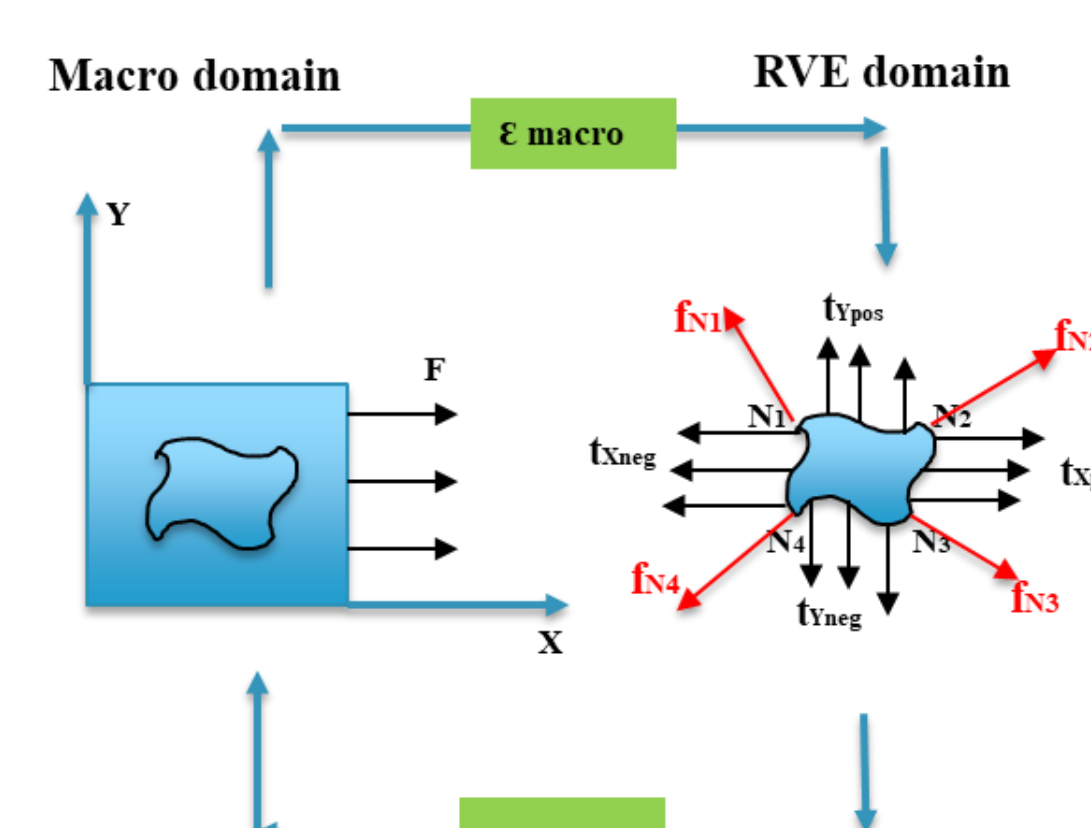 Macro domain
RVE domain
Ɛ macro
Y
F
X
tYpos
fN1
N1
N2
tXneg
N4
N3
fN4
fN3
tYneg